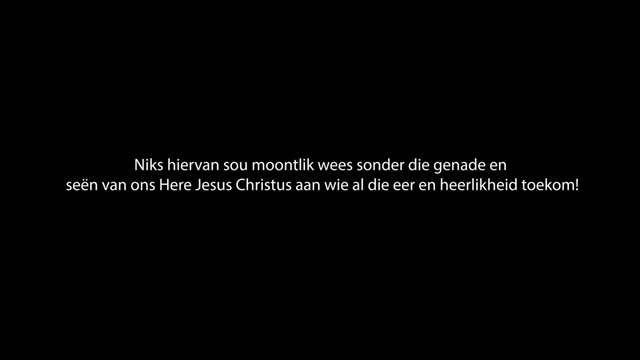 Niks hiervan sou moontlik wees sonder die genade en
seën van ons Here Jesus Christus aan wie al die eer en heerlikheid toekom!